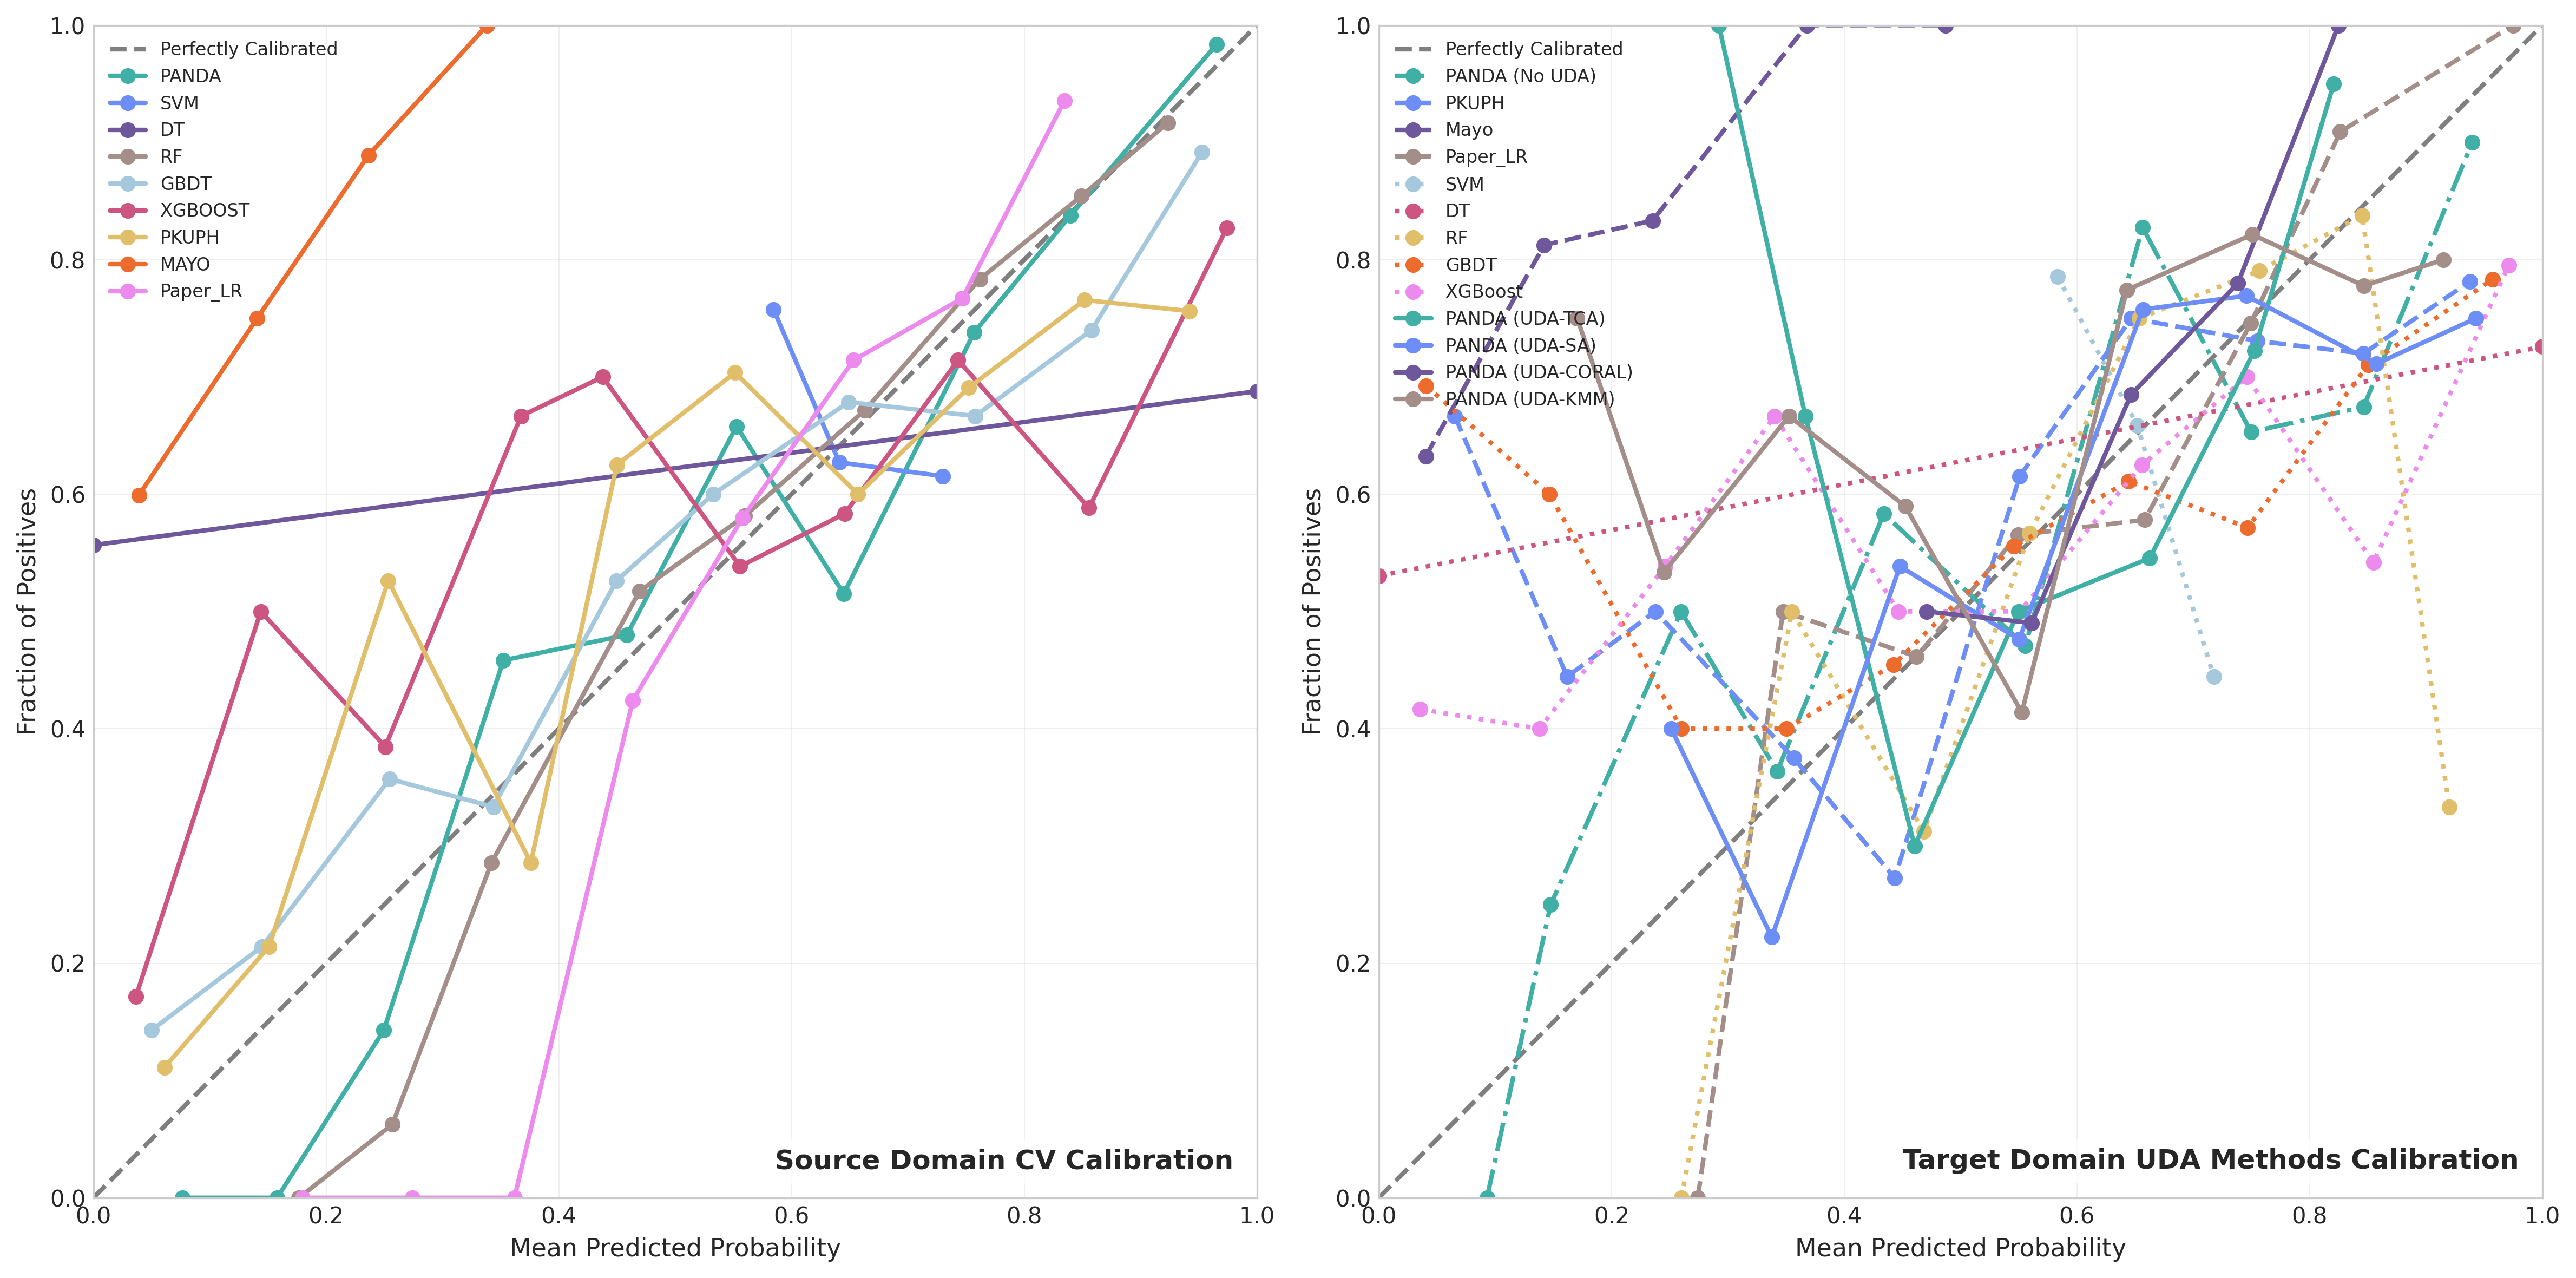 1.0
0.8
0.6
0.4
0.2
0.0
Fraction of Positives
Perfectly Calibrated
PANDA
SVM
DT
RF
GBDT
XGBOOST
PKUPH
MAYO
Paper_LR
Source Domain CV Calibration
0.0 0.2 0.4 0.6 0.8 1.0
Mean Predicted Probability
1.0
0.8
0.6
0.4
0.2
0.0
Fraction of Positives
Perfectly Calibrated
PANDA (No UDA)
PKUPH
Mayo
Paper_LR
SVM
DT
RF
GBDT
XGBoost
PANDA (UDA-TCA)
PANDA (UDA-SA)
PANDA (UDA-CORAL)
PANDA (UDA-KMM)
Target Domain UDA Methods Calibration
0.0 0.2 0.4 0.6 0.8 1.0
Mean Predicted Probability